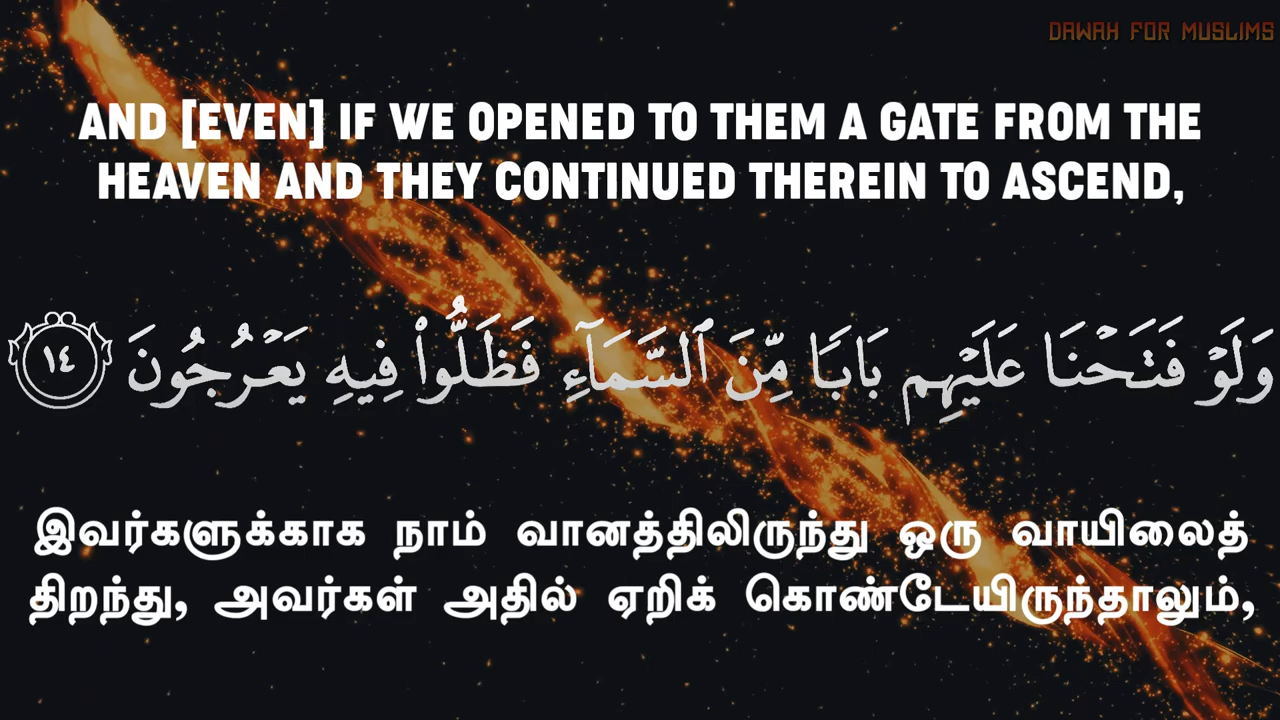 DAWAH FOR MUSLIMS
AND [EVEN] IF WE OPENED TO THEM A GATE FROM THE
HEAVEN AND THEY CONTINUED THEREIN TO ASCEND,
وَلَوْ فَتَحْنَا عَلَيْهِم بَابًا مِّنَ ٱلسَّمَآءِ فَظَلُّوا۟ فِيهِ يَعْرُجُونَ ١٤
இவர்களுக்காக நாம் வானத்திலிருந்து ஒரு வாயிலைத்
திறந்து, அவர்கள் அதில் ஏறிக் கொண்டேயிருந்தாலும்,